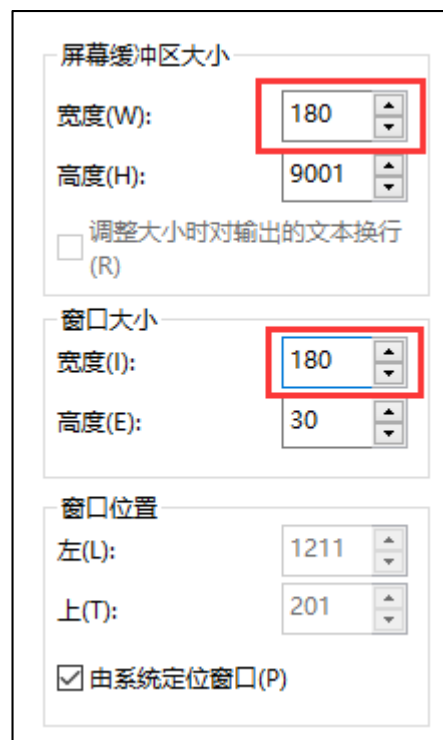 屏幕缓冲区大小
宽度(W): 180
高度(H): 9001
调整大小时对输出的文本换行
(R)
窗口大小
宽度(I): 180
高度(E): 30
窗口位置
左(L): 1211
上(T): 201
由系统定位窗口(P)